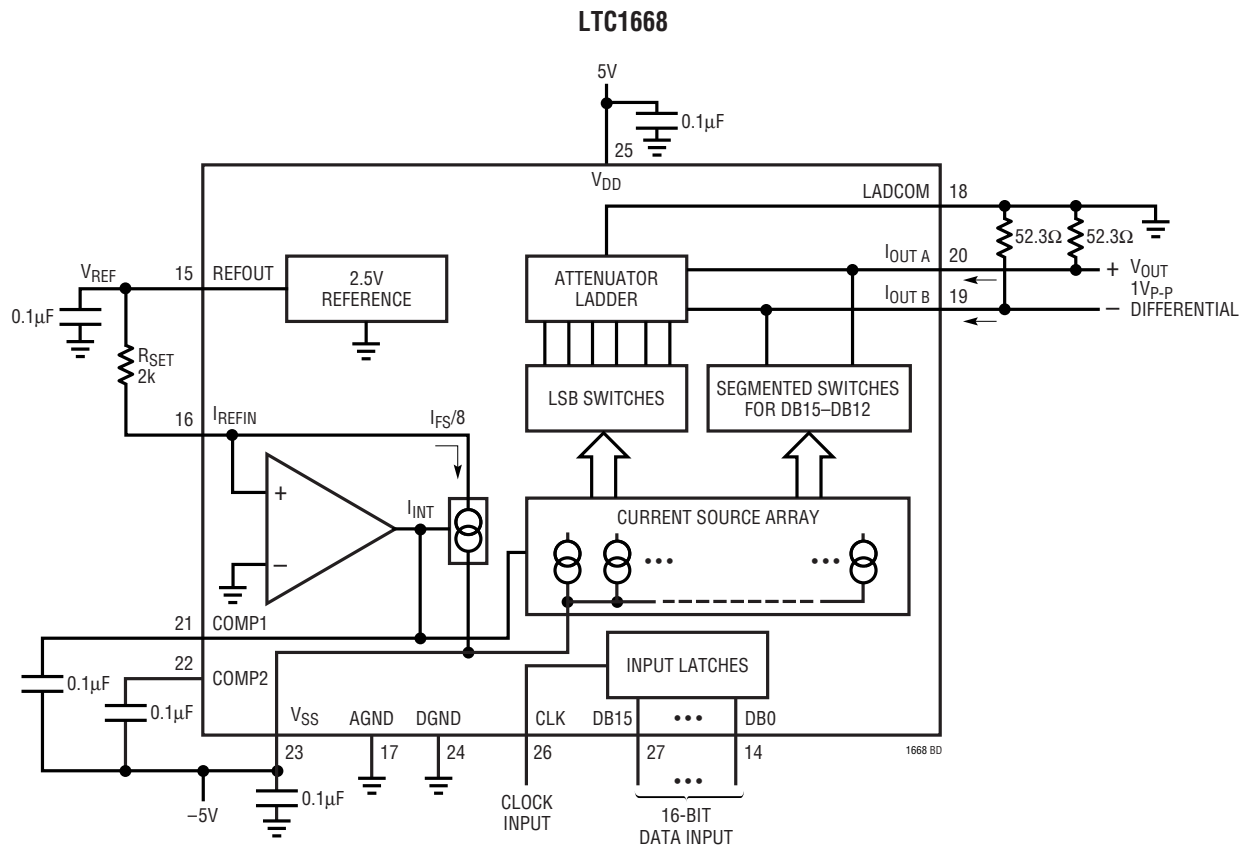 LTC1668
5V
0.1µF
25
VDD
LADCOM
18
52.3Ω
52.3Ω
VREF
15
REFOUT
2.5V
REFERENCE
ATTENUATOR
LADDER
IOUT A
20
+
VOUT
1VP-P
DIFFERENTIAL
IOUT B
19
–
0.1µF
RSET
2k
LSB SWITCHES
SEGMENTED SWITCHES
FOR DB15–DB12
16
IREFIN
IFS/8
+
–
IINT
CURRENT SOURCE ARRAY
•••
•••
21
COMP1
22
COMP2
0.1µF
0.1µF
INPUT LATCHES
VSS
AGND
DGND
CLK
DB15
•••
DB0
23
17
24
26
27
14
1668 BD
–5V
0.1µF
CLOCK
INPUT
•••
16-BIT
DATA INPUT